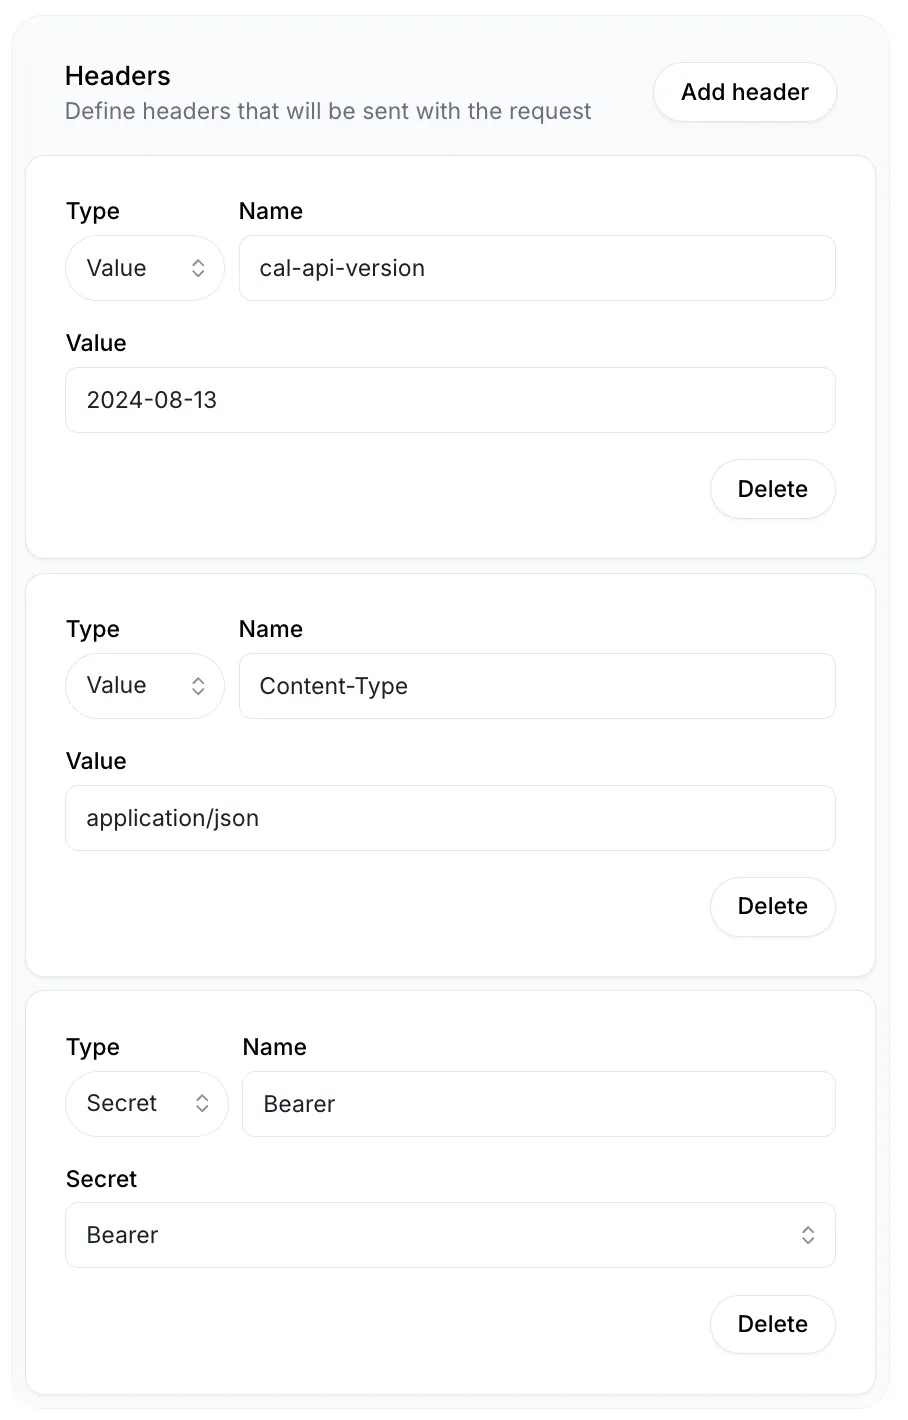 Headers
Define headers that will be sent with the request
Add header
Type
Name
Value
cal-api-version
Value
2024-08-13
Delete
Type
Name
Value
Content-Type
Value
application/json
Delete
Type
Name
Secret
Bearer
Secret
Bearer
Delete